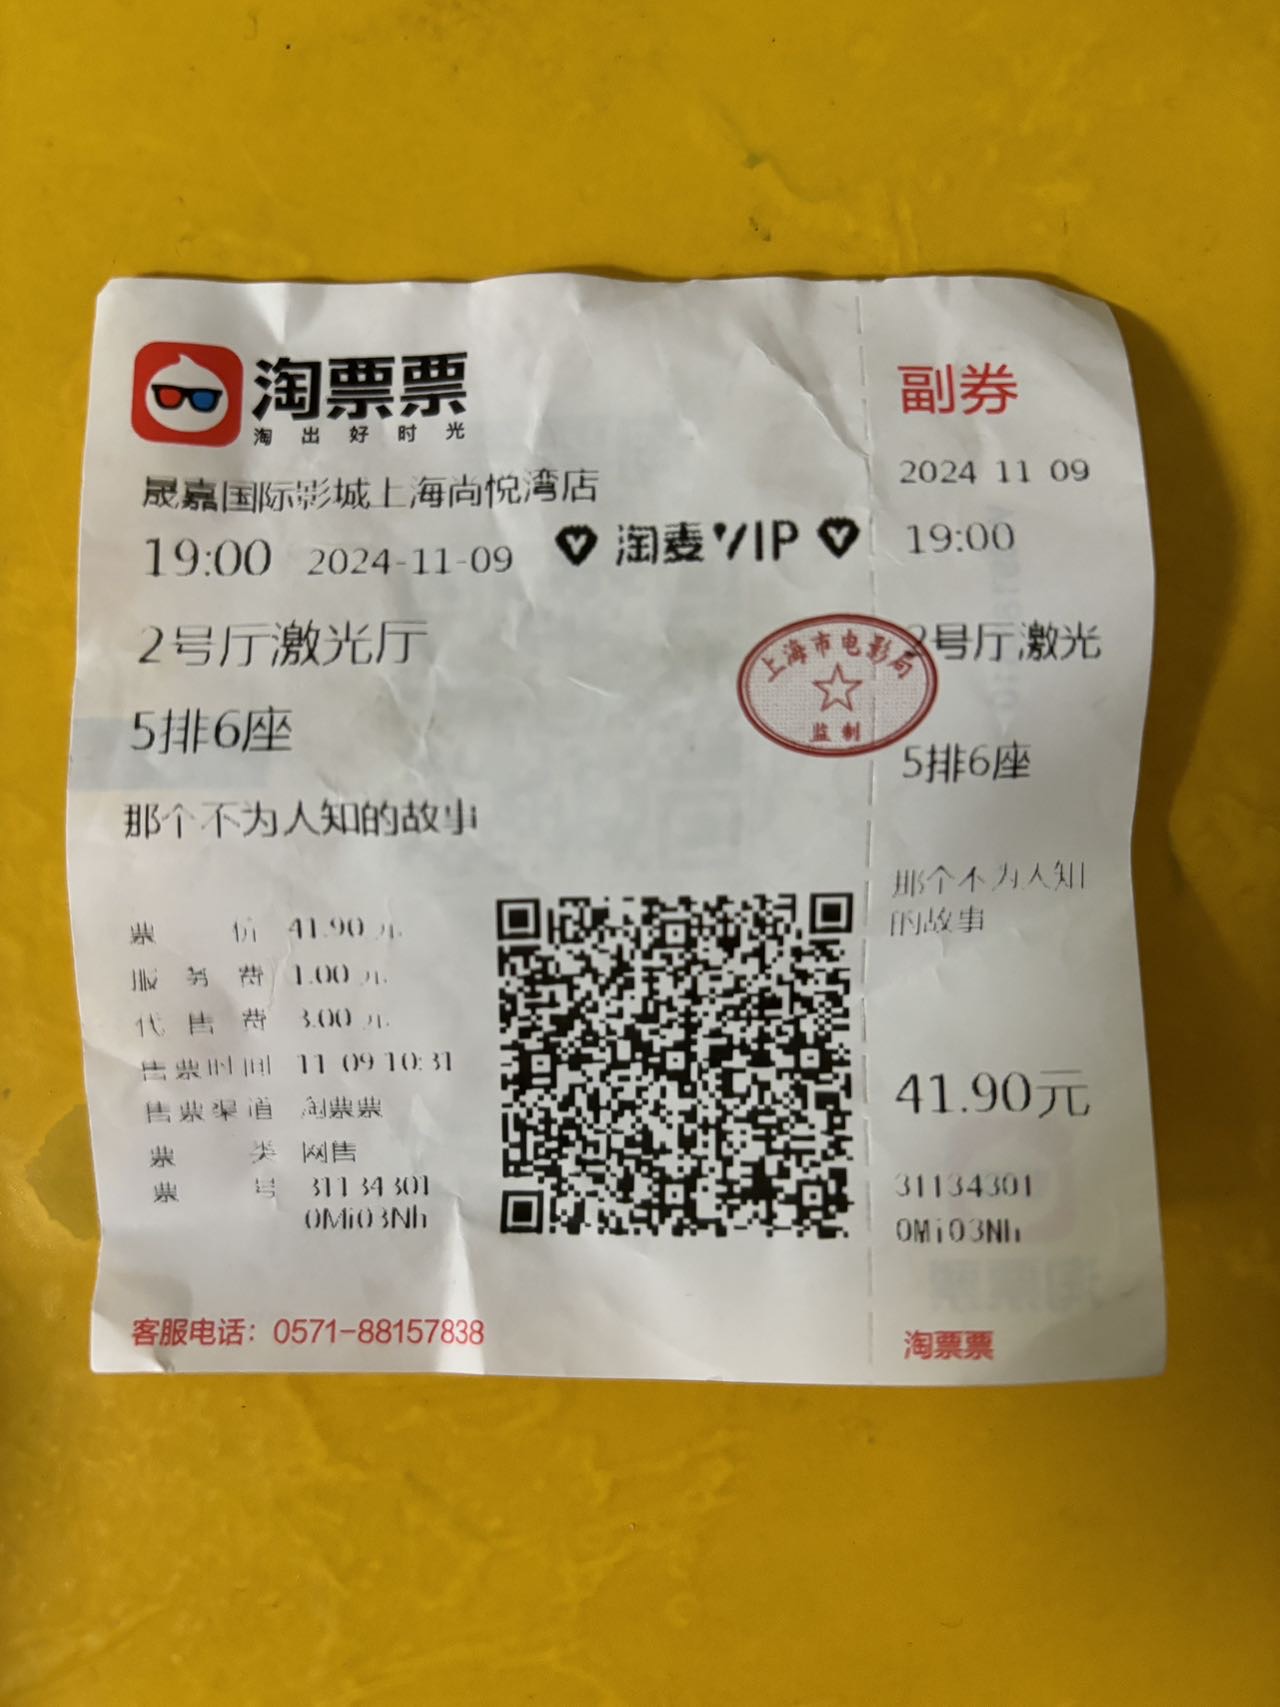 淘票票
淘出好时光
晟嘉国际影城上海尚悦湾店
19:00 2024-11-09
淘麦VIP
2号厅激光厅
5排6座
那个不为人知的故事
票价 41.90元
服务费 1.00元
代售费 3.00元
售票时间 11-09 10:31
售票渠道 淘票票
票类 网售
票号 31134301
0Mi03Nh
客服电话：0571-88157838
上海市电影局
监制
副券
2024 11 09
19:00
2号厅激光
5排6座
那个不为人知
的故事
41.90元
31134301
0Mi03Nh
淘票票